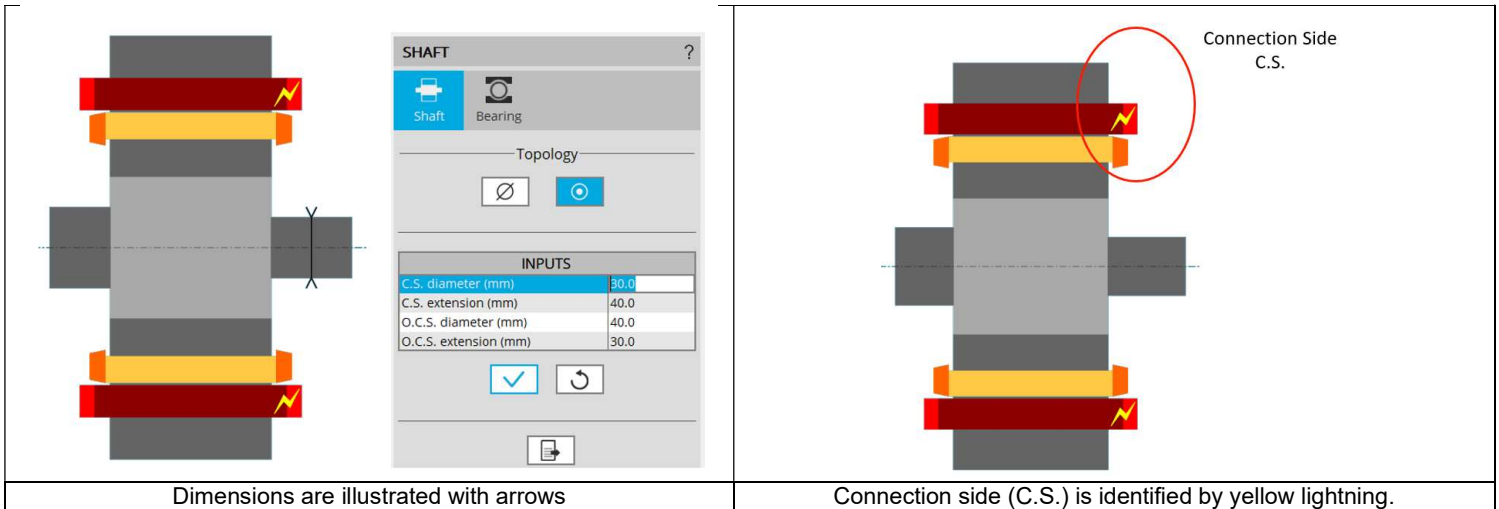 SHAFT
?
Shaft
Bearing
Topology
INPUTS
C.S. diameter (mm) 30.0
C.S. extension (mm) 40.0
O.C.S. diameter (mm) 40.0
O.C.S. extension (mm) 30.0
Dimensions are illustrated with arrows
Connection Side
C.S.
Connection side (C.S.) is identified by yellow lightning.